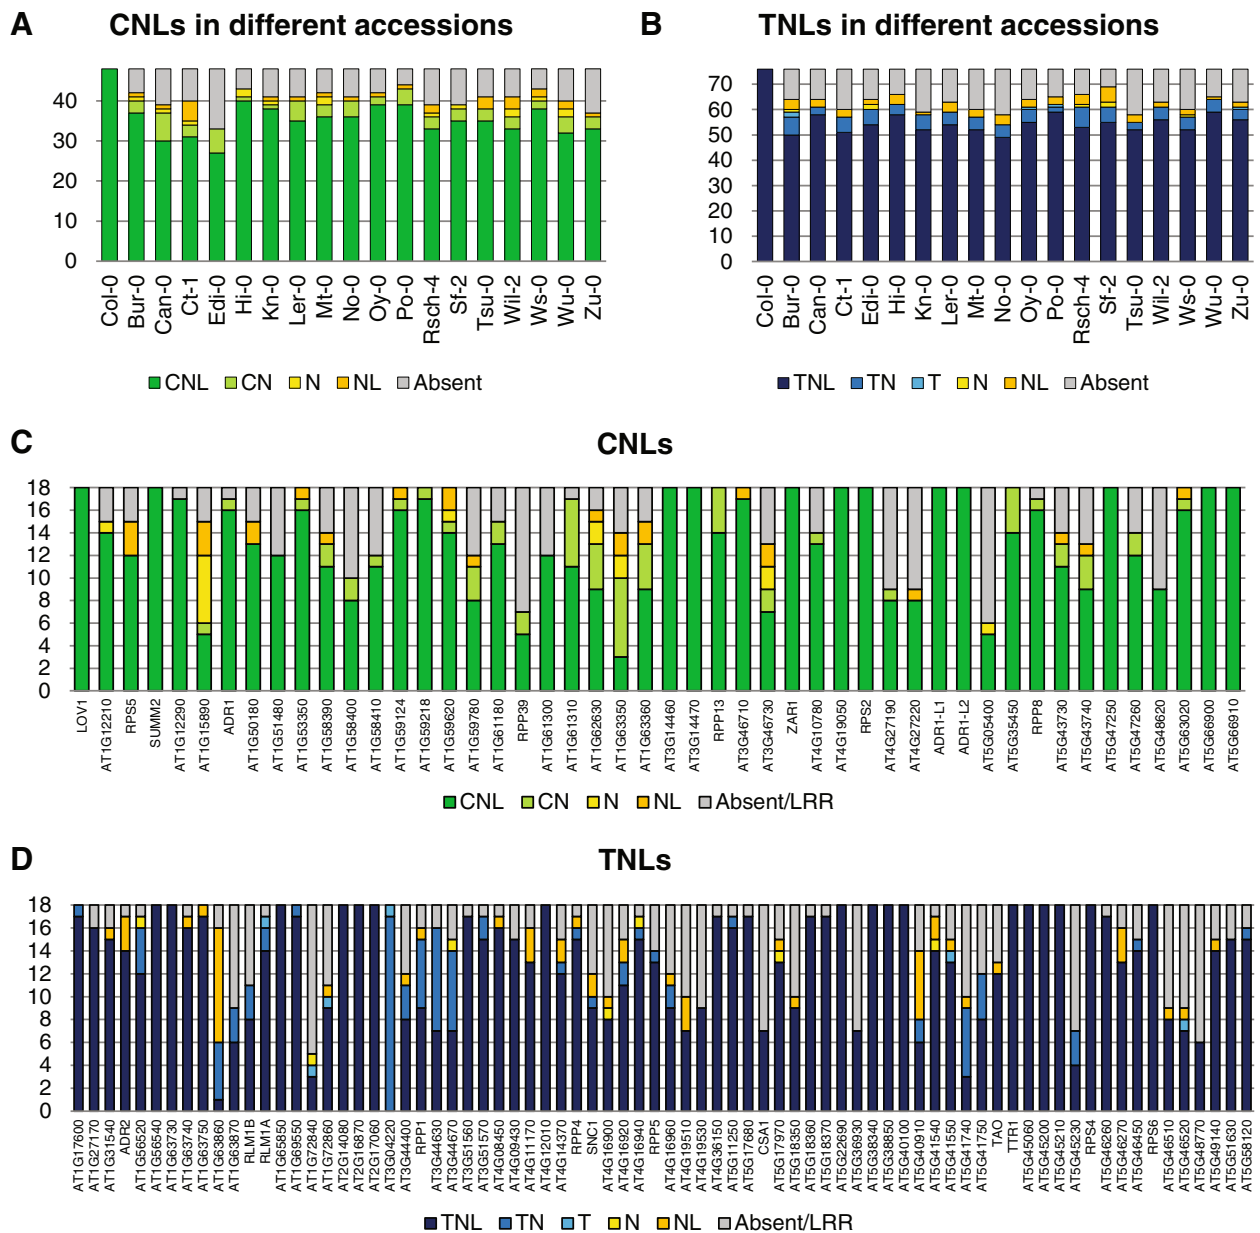 A CNLs in different accessions
40
30
20
10
0
Col-0 Bur-0 Can-0 Ct-1 Edi-0 Hi-0 Kn-0 Ler-0 Mt-0 No-0 Oy-0 Po-0 Rsch-4 Sf-2 Tsu-0 Wil-2 Ws-0 Wu-0 Zu-0
CNL CN N NL Absent
B TNLs in different accessions
70
60
50
40
30
20
10
0
Col-0 Bur-0 Can-0 Ct-1 Edi-0 Hi-0 Kn-0 Ler-0 Mt-0 No-0 Oy-0 Po-0 Rsch-4 Sf-2 Tsu-0 Wil-2 Ws-0 Wu-0 Zu-0
TNL TN T N NL Absent
C CNLs
18
16
14
12
10
8
6
4
2
0
LOV1 AT1G12210 RPS5 SUMM2 AT1G12290 AT1G15890 ADR1 AT1G50180 AT1G51480 AT1G53350 AT1G58390 AT1G58400 AT1G58410 AT1G59124 AT1G59218 AT1G59620 AT1G59780 AT1G61180 RPP39 AT1G61300 AT1G61310 AT1G62630 AT1G63350 AT1G63360 AT3G14460 AT3G14470 RPP13 AT3G46710 AT3G46730 ZAR1 AT4G10780 AT4G19050 RPS2 AT4G27190 AT4G27220 ADR1-L1 ADR1-L2 AT5G05400 AT5G35450 RPP8 AT5G43730 AT5G43740 AT5G47250 AT5G47260 AT5G48620 AT5G63020 AT5G66900 AT5G66910
CNL CN N NL Absent/LRR
D TNLs
18
16
14
12
10
8
6
4
2
0
AT1G17600 AT1G27170 AT1G31540 ADR2 AT1G56520 AT1G56540 AT1G63730 AT1G63740 AT1G63750 AT1G63860 AT1G63870 RLM1B RLM1A AT1G65850 AT1G69550 AT1G72840 AT1G72860 AT2G14080 AT2G16870 AT2G17060 AT3G04220 AT3G44400 RPP1 AT3G44630 AT3G44670 AT3G51560 AT3G51570 AT4G08450 AT4G09430 AT4G11170 AT4G12010 AT4G14370 RPP4 SNC1 AT4G16900 AT4G16920 AT4G16940 RPP5 AT4G16960 AT4G19510 AT4G19530 AT4G36150 AT5G11250 AT5G17680 CSA1 AT5G17970 AT5G18350 AT5G18360 AT5G18370 AT5G22690 AT5G36930 AT5G38340 AT5G38850 AT5G40100 AT5G40910 AT5G41540 AT5G41550 AT5G41740 AT5G41750 TAO TTR1 AT5G45060 AT5G45200 AT5G45210 AT5G45230 RPS4 AT5G46260 AT5G46270 AT5G46450 RPS6 AT5G46510 AT5G46520 AT5G48770 AT5G49140 AT5G51630 AT5G58120
TNL TN T N NL Absent/LRR